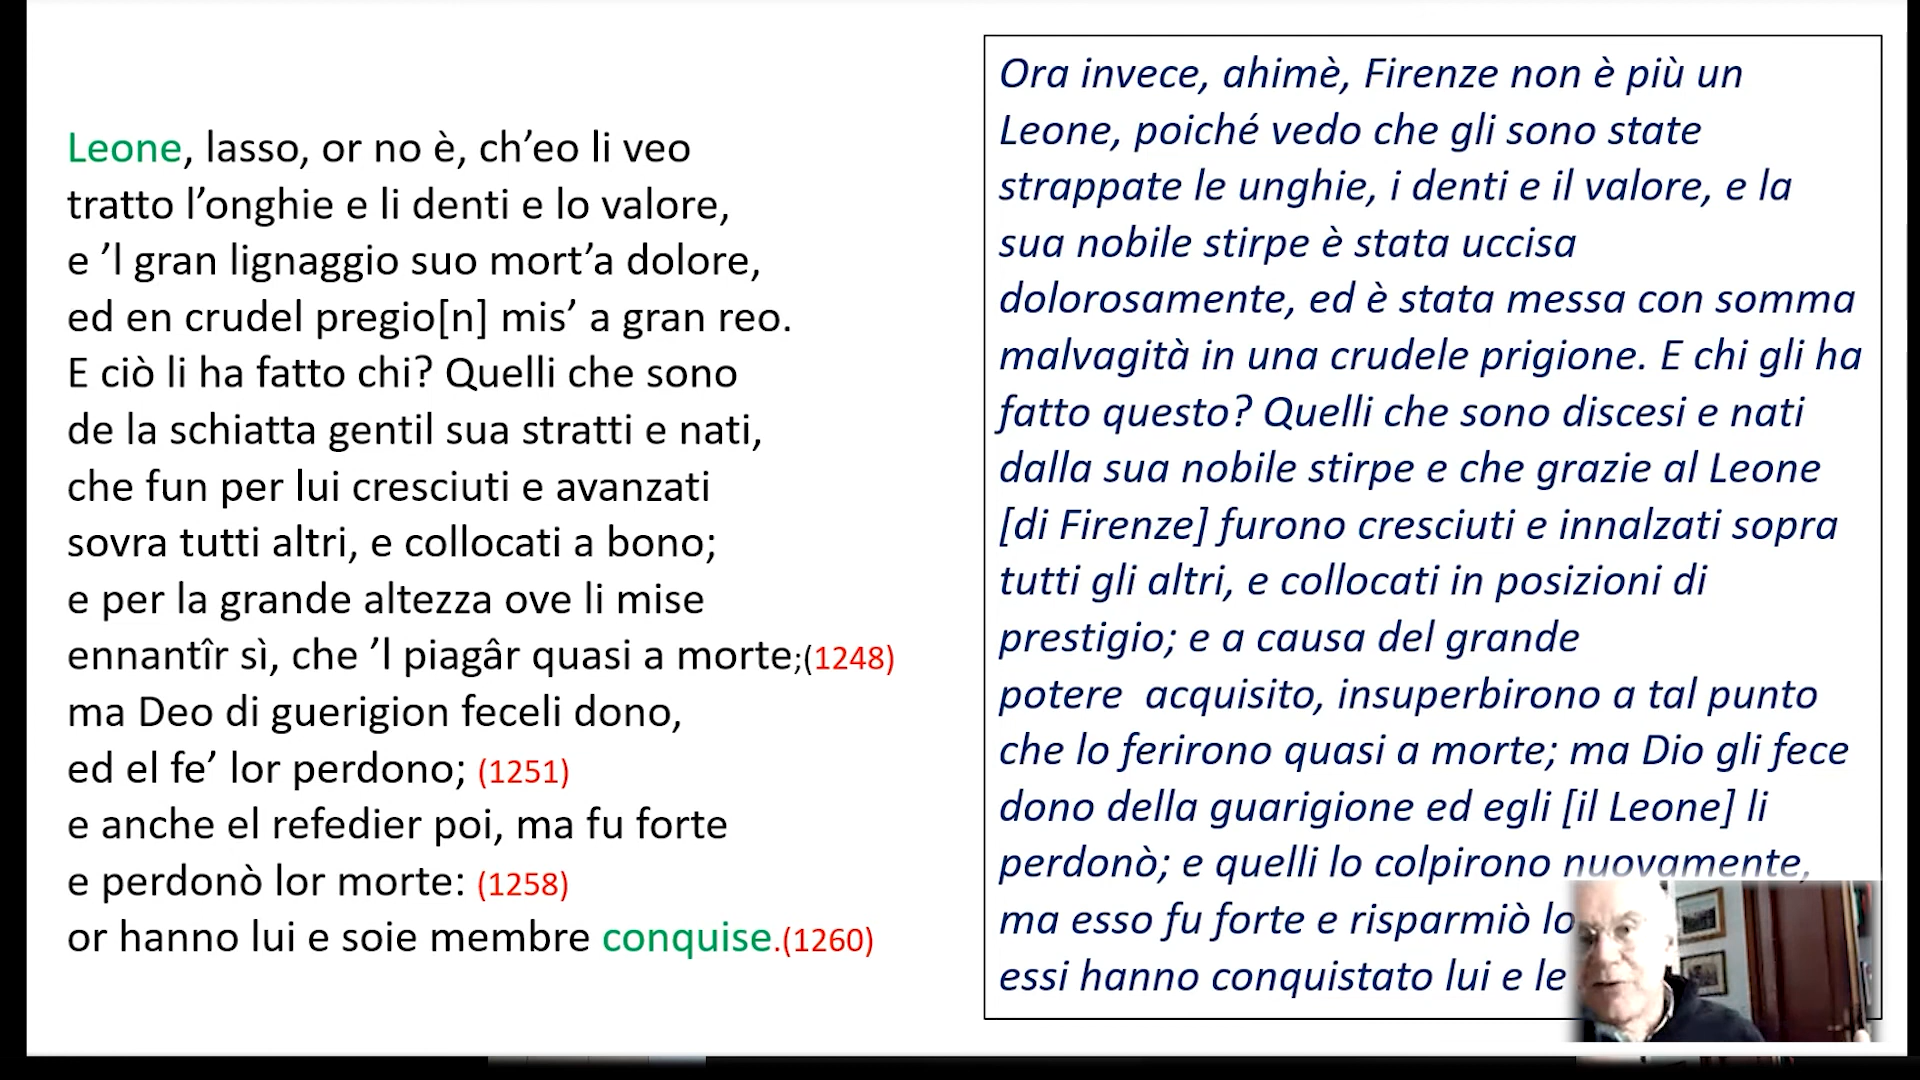 Leone, lasso, or no è, ch’eo li veo
tratto l’onghie e li denti e lo valore,
e ’l gran lignaggio suo mort’a dolore,
ed en crudel pregio[n] mis’ a gran reo.
E ciò li ha fatto chi? Quelli che sono
de la schiatta gentil sua stratti e nati,
che fun per lui cresciuti e avanzati
sovra tutti altri, e collocati a bono;
e per la grande altezza ove li mise
ennantîr sì, che ’l piagâr quasi a morte;(1248)
ma Deo di guerigion feceli dono,
ed el fe’ lor perdono; (1251)
e anche el refedier poi, ma fu forte
e perdonò lor morte: (1258)
or hanno lui e soie membre conquise.(1260)
Ora invece, ahimè, Firenze non è più un
Leone, poiché vedo che gli sono state
strappate le unghie, i denti e il valore, e la
sua nobile stirpe è stata uccisa
dolorosamente, ed è stata messa con somma
malvagità in una crudele prigione. E chi gli ha
fatto questo? Quelli che sono discesi e nati
dalla sua nobile stirpe e che grazie al Leone
[di Firenze] furono cresciuti e innalzati sopra
tutti gli altri, e collocati in posizioni di
prestigio; e a causa del grande
potere  acquisito, insuperbirono a tal punto
che lo ferirono quasi a morte; ma Dio gli fece
dono della guarigione ed egli [il Leone] li
perdonò; e quelli lo colpirono nuovamente,
ma esso fu forte e risparmiò
essi hanno conquistato lui e le